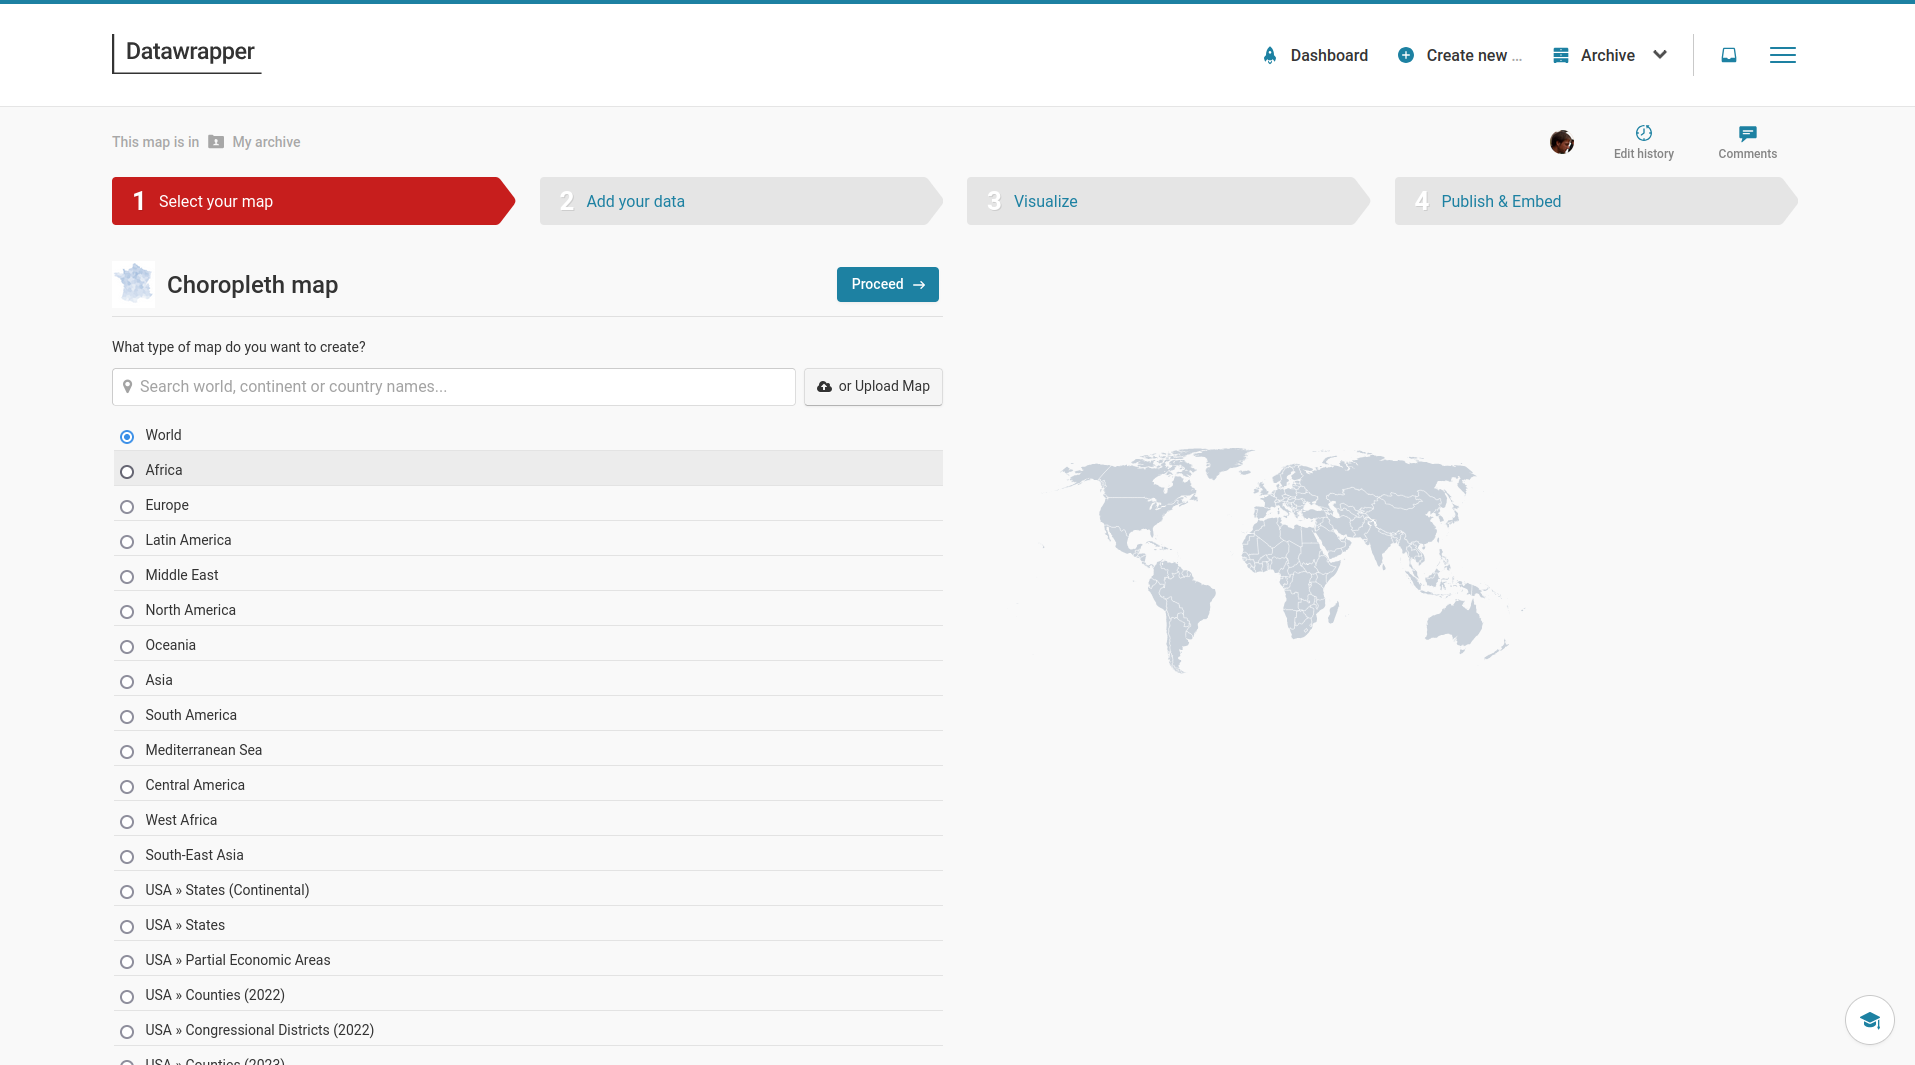 Datawrapper
Dashboard
Create new ...
Archive
This map is in My archive
Edit history
Comments
1 Select your map
2 Add your data
3 Visualize
4 Publish & Embed
Choropleth map
Proceed →
What type of map do you want to create?
Search world, continent or country names...
or Upload Map
World
Africa
Europe
Latin America
Middle East
North America
Oceania
Asia
South America
Mediterranean Sea
Central America
West Africa
South-East Asia
USA » States (Continental)
USA » States
USA » Partial Economic Areas
USA » Counties (2022)
USA » Congressional Districts (2022)
USA » Counties (2023)